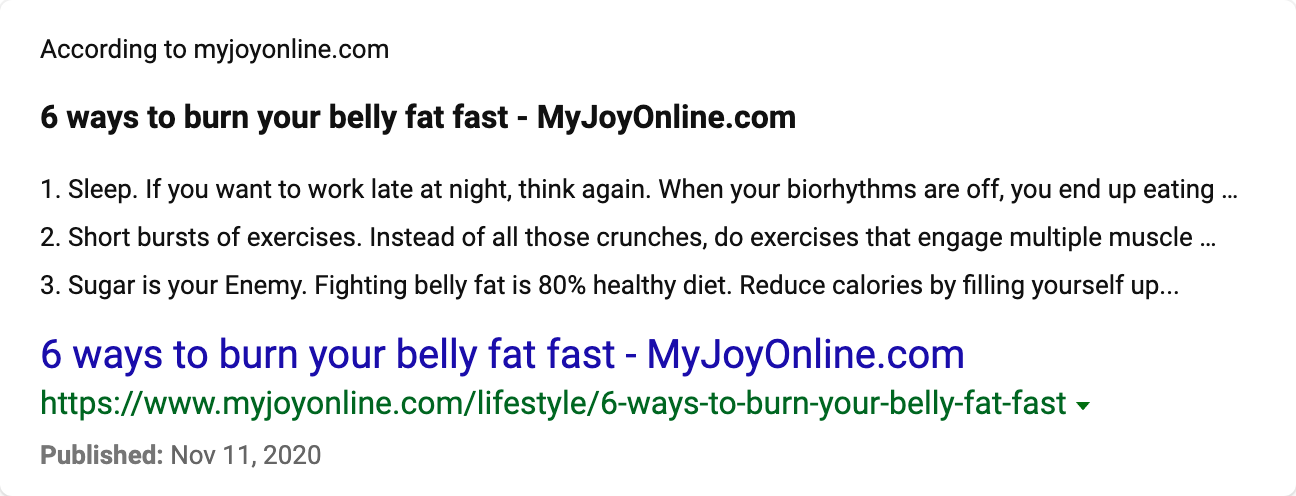 According to myjoyonline.com
6 ways to burn your belly fat fast - MyJoyOnline.com
1. Sleep. If you want to work late at night, think again. When your biorhythms are off, you end up eating ...
2. Short bursts of exercises. Instead of all those crunches, do exercises that engage multiple muscle ...
3. Sugar is your Enemy. Fighting belly fat is 80% healthy diet. Reduce calories by filling yourself up...
6 ways to burn your belly fat fast - MyJoyOnline.com
https://www.myjoyonline.com/lifestyle/6-ways-to-burn-your-belly-fat-fast
Published: Nov 11, 2020